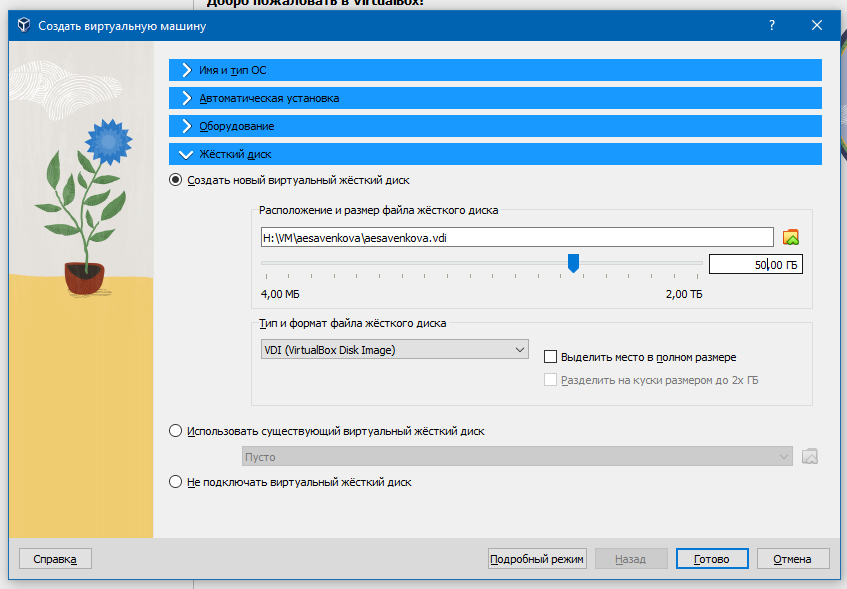 Добро пожаловать в VirtualBox!
Создать виртуальную машину
?
Имя и тип ОС
Автоматическая установка
Оборудование
Жёсткий диск
Создать новый виртуальный жёсткий диск
Расположение и размер файла жёсткого диска
H:\VM\aesavenkova\aesavenkova.vdi
50,00 ГБ
4,00 МБ
2,00 ТБ
Тип и формат файла жёсткого диска
VDI (VirtualBox Disk Image)
Выделить место в полном размере
Разделить на куски размером до 2х ГБ
Использовать существующий виртуальный жёсткий диск
Пусто
Не подключать виртуальный жёсткий диск
Справка
Подробный режим
Назад
Готово
Отмена